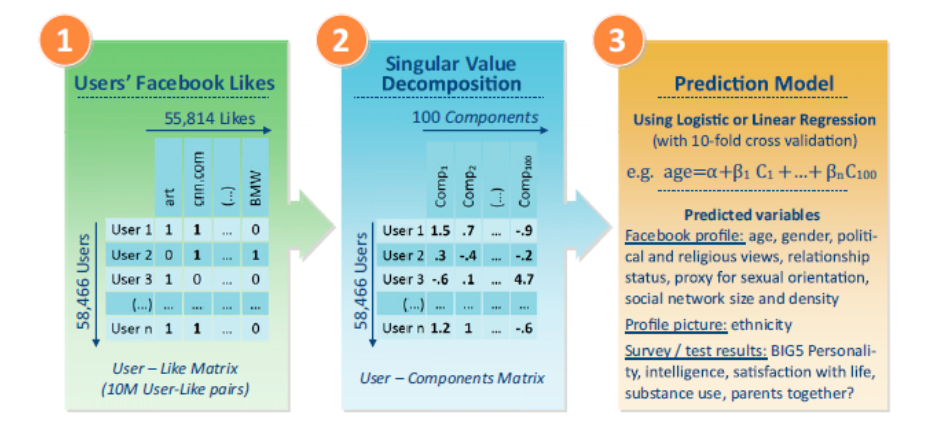 1
Users' Facebook Likes
55,814 Likes
art cnn.com (...) BMW
58,466 Users
User 1 1 1 ... 0
User 2 0 1 ... 1
User 3 1 0 ... 0
(...) ... ... ... ...
User n 1 1 ... 0
User – Like Matrix
(10M User-Like pairs)
2
Singular Value
Decomposition
100 Components
Comp₁ Comp₂ (...) Comp₁₀₀
58,466 Users
User 1 1.5 .7 ... -.9
User 2 .3 -.4 ... -.2
User 3 -.6 .1 ... 4.7
(...) ... ... ... ...
User n 1.2 1 ... -.6
User – Components Matrix
3
Prediction Model
Using Logistic or Linear Regression
(with 10-fold cross validation)
e.g. age=α+β₁ C₁ +...+ βₙC₁₀₀
Predicted variables
Facebook profile: age, gender, politi-
cal and religious views, relationship
status, proxy for sexual orientation,
social network size and density
Profile picture: ethnicity
Survey / test results: BIG5 Personali-
ty, intelligence, satisfaction with life,
substance use, parents together?